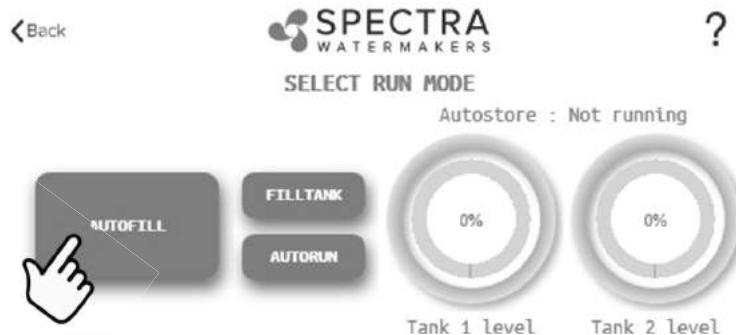 Back
SPECTRA
WATERMAKERS
?
SELECT RUN MODE
Autostore : Not running
AUTOFILL
FILLTANK
AUTORUN
0%
0%
Tank 1 level
Tank 2 level